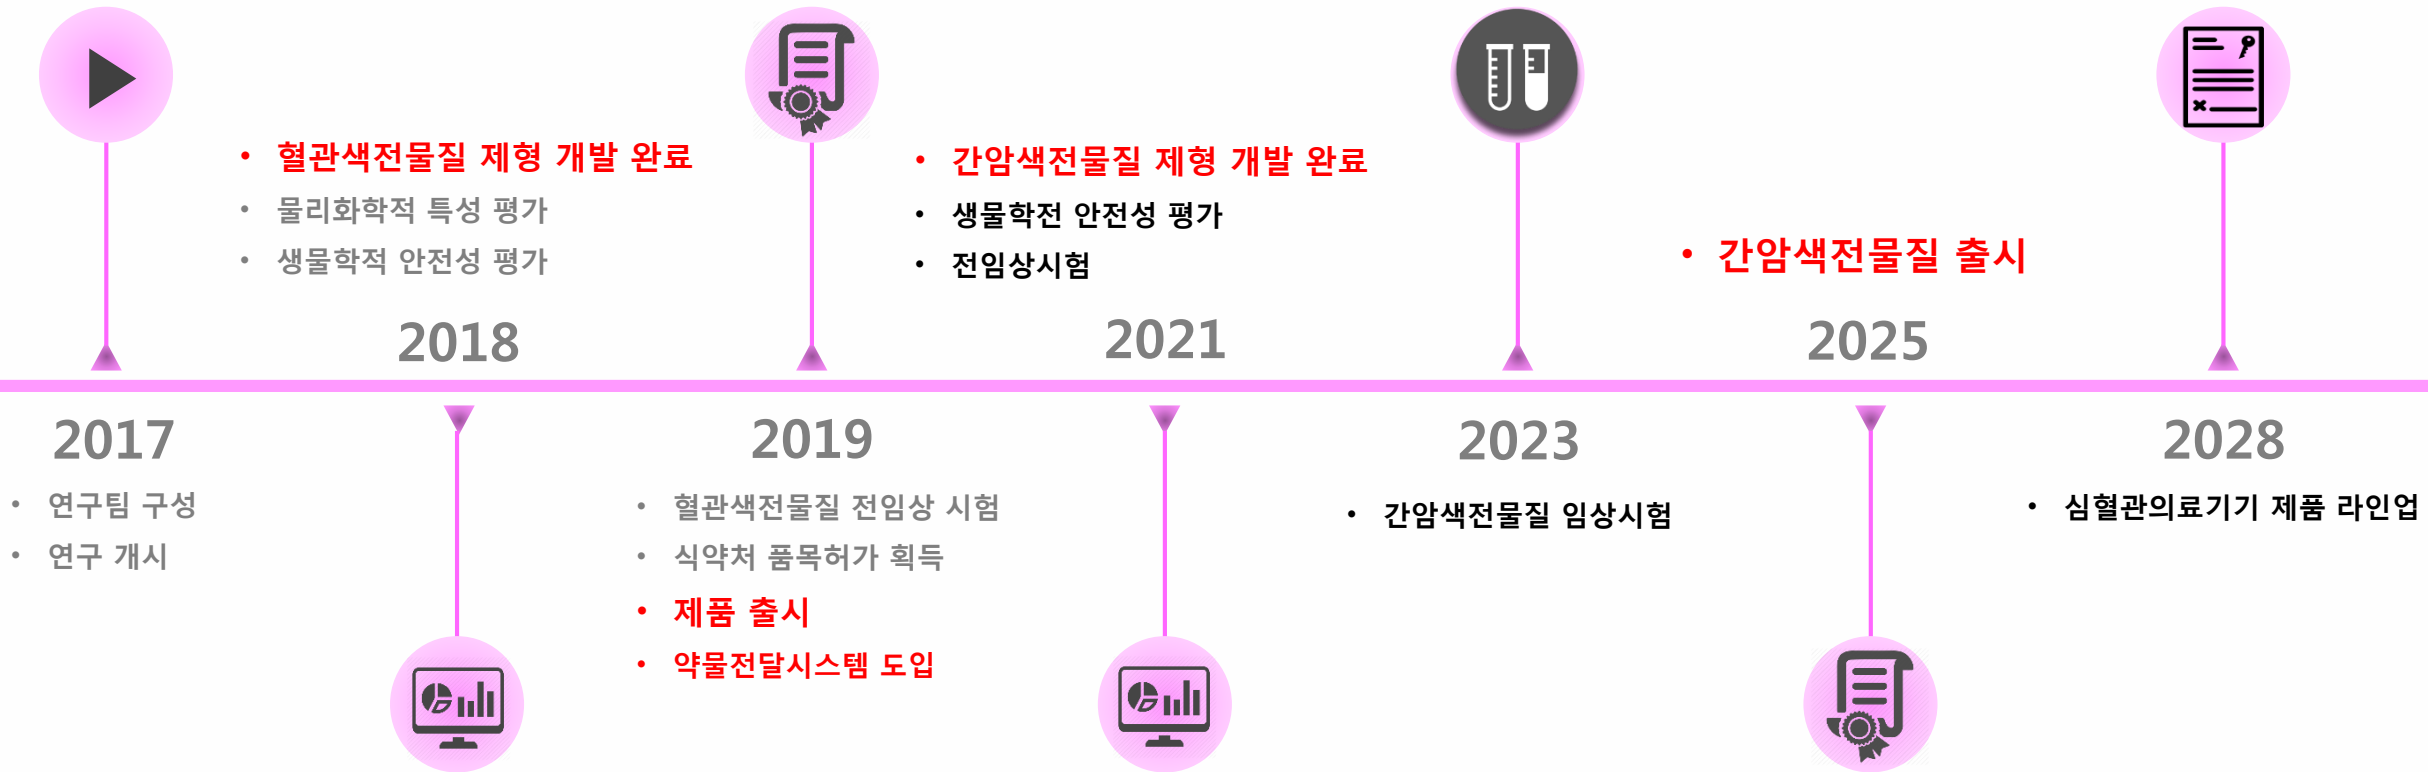 2017
• 연구팀 구성
• 연구 개시
• 혈관색전물질 제형 개발 완료
• 물리화학적 특성 평가
• 생물학적 안전성 평가
2018
2019
• 혈관색전물질 전임상 시험
• 식약처 품목허가 획득
• 제품 출시
• 약물전달시스템 도입
• 간암색전물질 제형 개발 완료
• 생물학전 안전성 평가
• 전임상시험
2021
2023
• 간암색전물질 임상시험
• 간암색전물질 출시
2025
2028
• 심혈관의료기기 제품 라인업